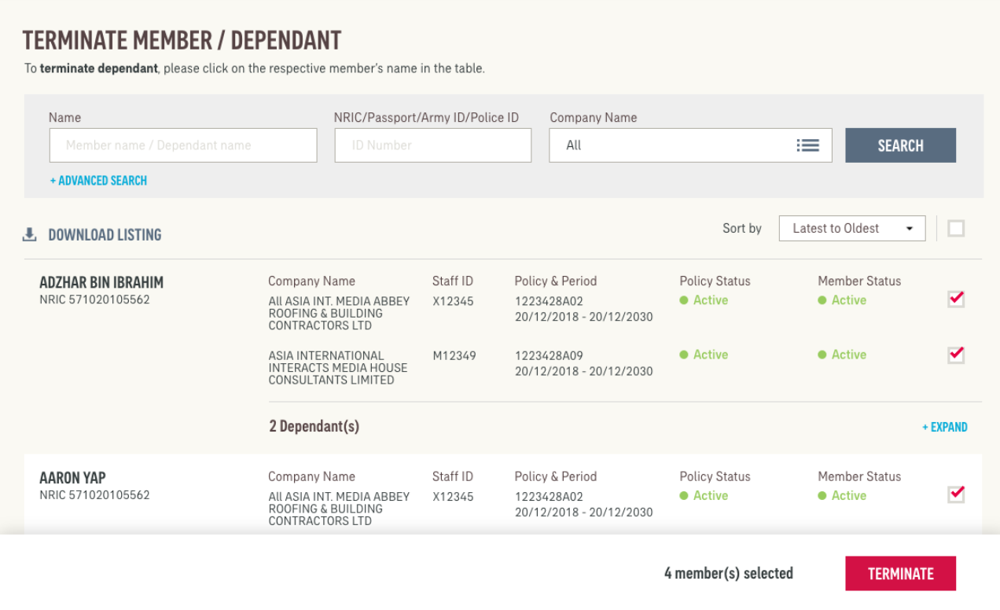 TERMINATE MEMBER / DEPENDANT
To terminate dependant, please click on the respective member's name in the table.
Name
NRIC/Passport/Army ID/Police ID
Company Name
Member name / Dependant name
ID Number
All
SEARCH
+ ADVANCED SEARCH
DOWNLOAD LISTING
Sort by
Latest to Oldest
ADZHAR BIN IBRAHIM
NRIC 571020105562
Company Name
Staff ID
Policy & Period
Policy Status
Member Status
All ASIA INT. MEDIA ABBEY
ROOFING & BUILDING
CONTRACTORS LTD
X12345
1223428A02
20/12/2018 - 20/12/2030
Active
Active
ASIA INTERNATIONAL
INTERACTS MEDIA HOUSE
CONSULTANTS LIMITED
M12349
1223428A09
20/12/2018 - 20/12/2030
Active
Active
2 Dependant(s)
+ EXPAND
AARON YAP
NRIC 571020105562
Company Name
Staff ID
Policy & Period
Policy Status
Member Status
All ASIA INT. MEDIA ABBEY
ROOFING & BUILDING
CONTRACTORS LTD
X12345
1223428A02
20/12/2018 - 20/12/2030
Active
Active
4 member(s) selected
TERMINATE